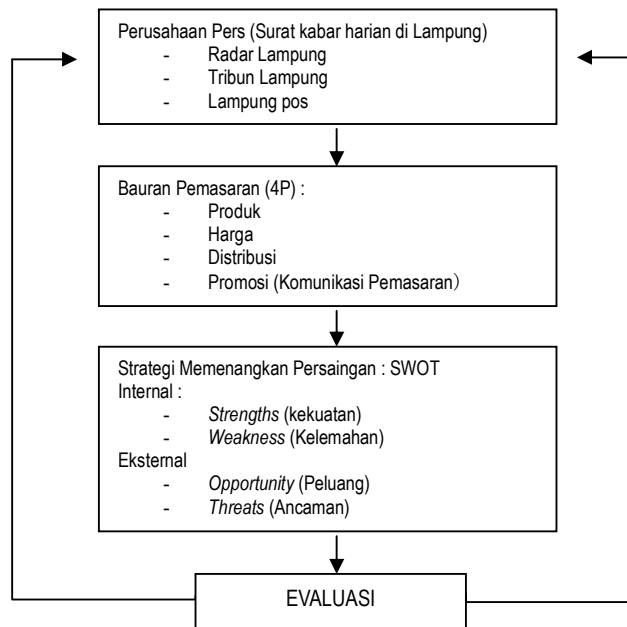 Perusahaan Pers (Surat kabar harian di Lampung)
- Radar Lampung
- Tribun Lampung
- Lampung pos
Bauran Pemasaran (4P) :
- Produk
- Harga
- Distribusi
- Promosi (Komunikasi Pemasaran）
Strategi Memenangkan Persaingan : SWOT
Internal :
- Strengths (kekuatan)
- Weakness (Kelemahan)
Eksternal
- Opportunity (Peluang)
- Threats (Ancaman)
EVALUASI